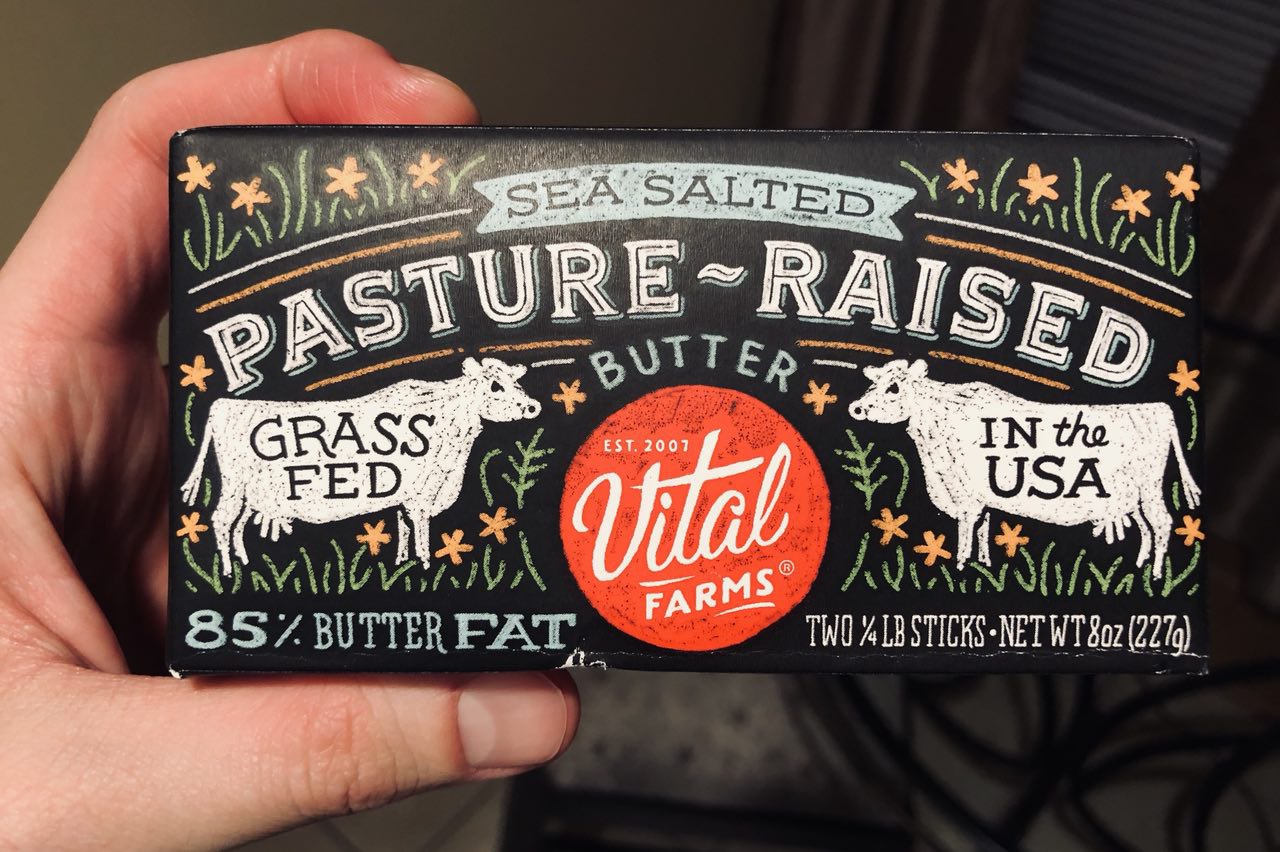 SEA SALTED
PASTURE~RAISED
BUTTER
GRASS
FED
IN the
USA
EST. 2007
Vital
FARMS®
85% BUTTER FAT
TWO ¼ LB STICKS • NET WT 8oz (227g)